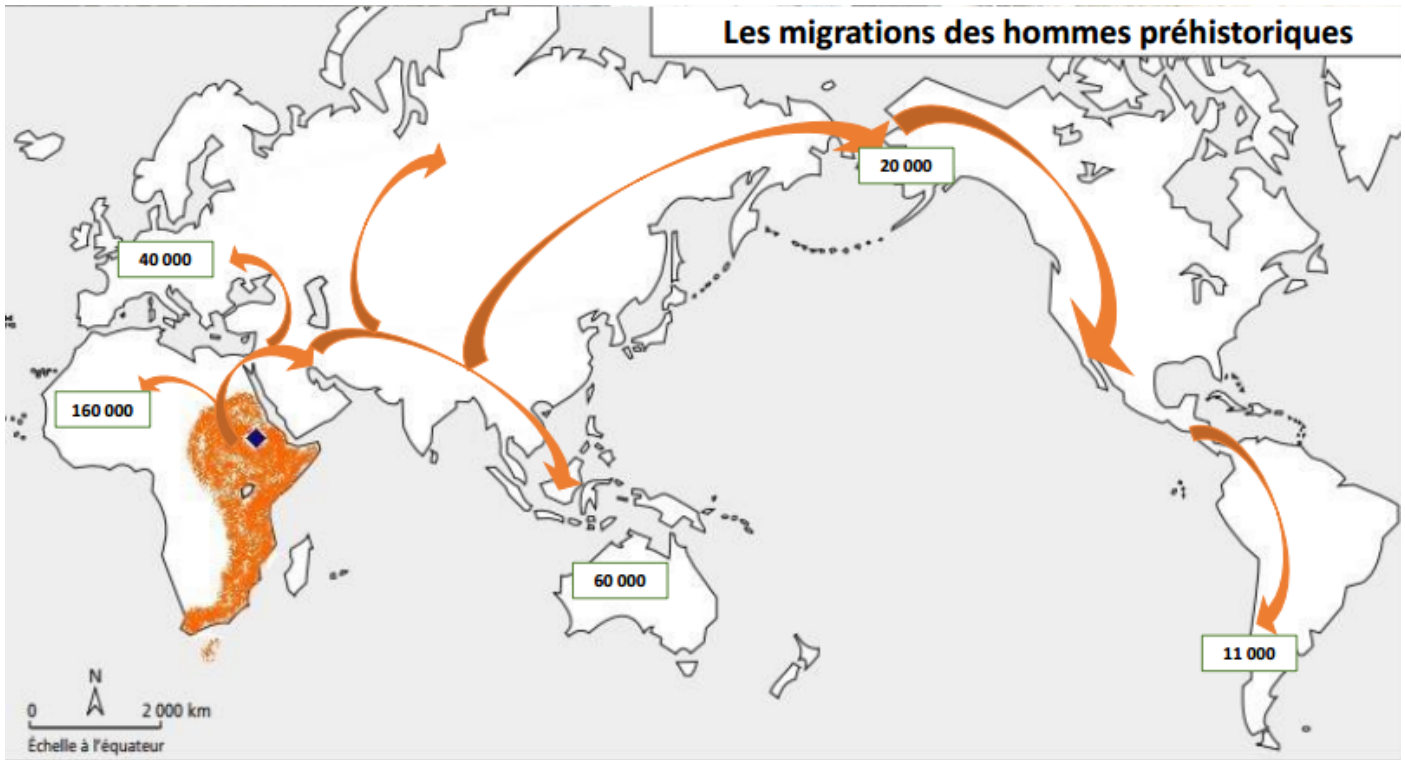 Les migrations des hommes préhistoriques
20 000
40 000
160 000
60 000
11 000
N
0 2 000 km
Échelle à l'équateur